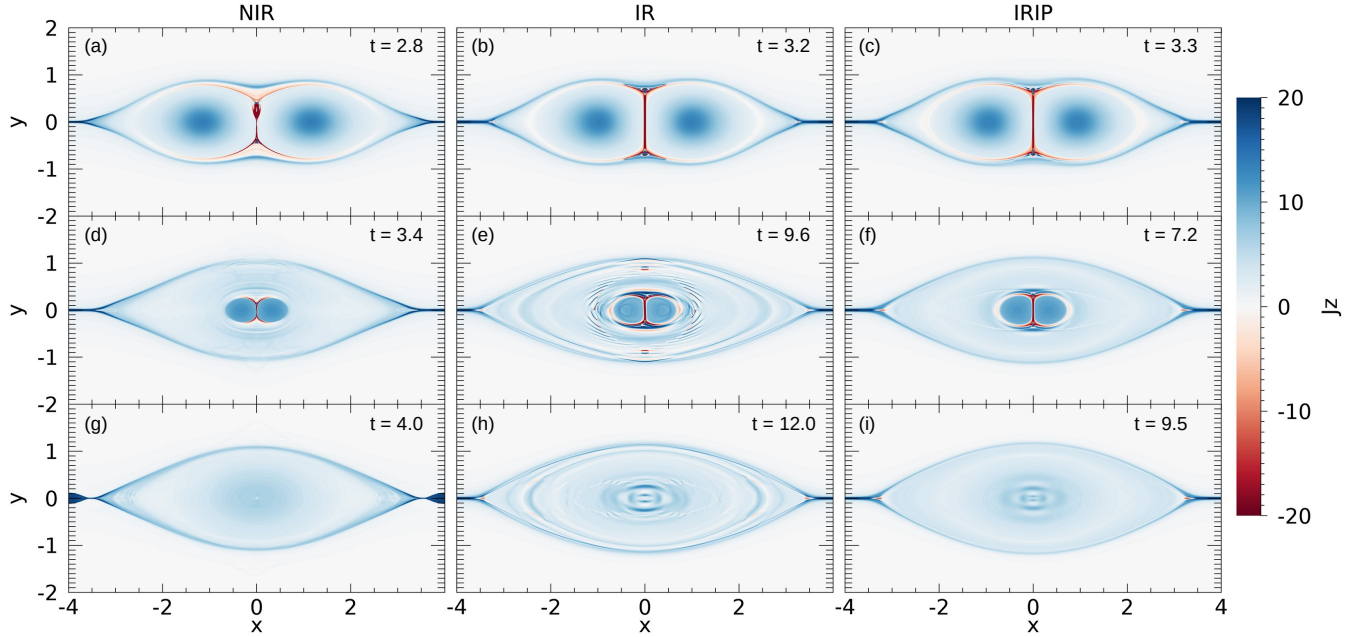 NIR IR IRIP
(a) t = 2.8 (b) t = 3.2 (c) t = 3.3
2
1
0
-1
-2
y
(d) t = 3.4 (e) t = 9.6 (f) t = 7.2
1
0
-1
-2
y
(g) t = 4.0 (h) t = 12.0 (i) t = 9.5
1
0
-1
-2
y
-4 -2 0 2 -4 -2 0 2 -4 -2 0 2 4
x x x
20
10
0
-10
-20
Jz